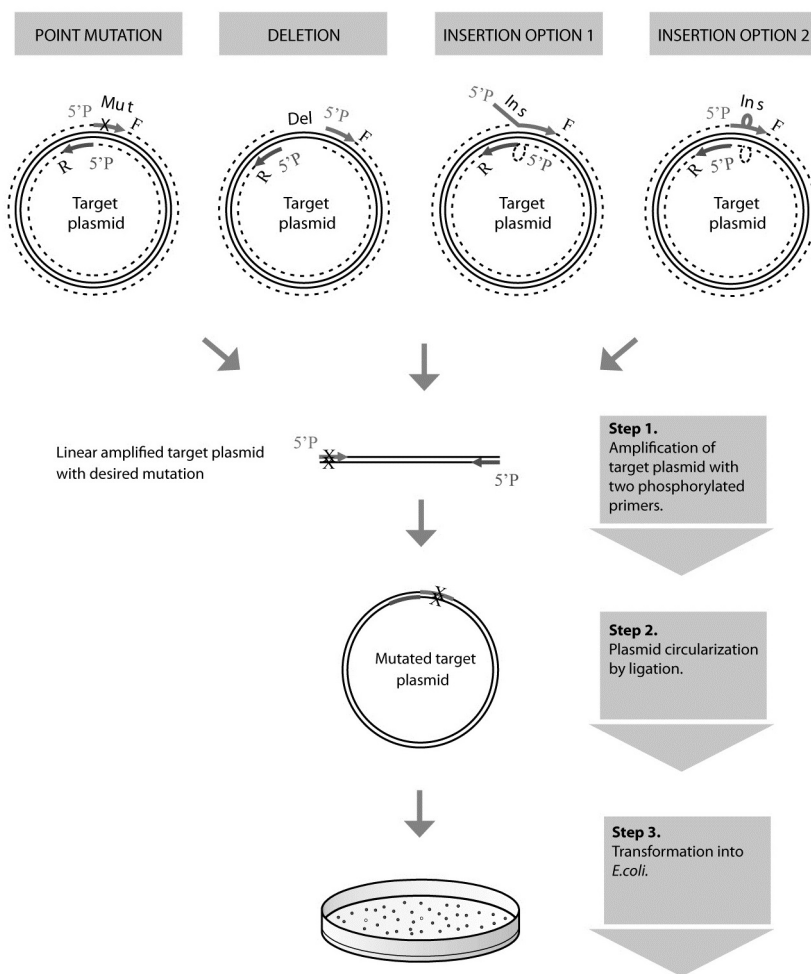 POINT MUTATION
DELETION
INSERTION OPTION 1
INSERTION OPTION 2
5'P
Mut
X
F
R
5'P
Target
plasmid
Del
5'P
F
R
5'P
Target
plasmid
5'P
Ins
F
R
5'P
Target
plasmid
5'P
Ins
F
R
5'P
Target
plasmid
Linear amplified target plasmid
with desired mutation
5'P
X
X
5'P
Step 1.
Amplification of
target plasmid with
two phosphorylated
primers.
X
X
Mutated target
plasmid
Step 2.
Plasmid circularization
by ligation.
Step 3.
Transformation into
E.coli.